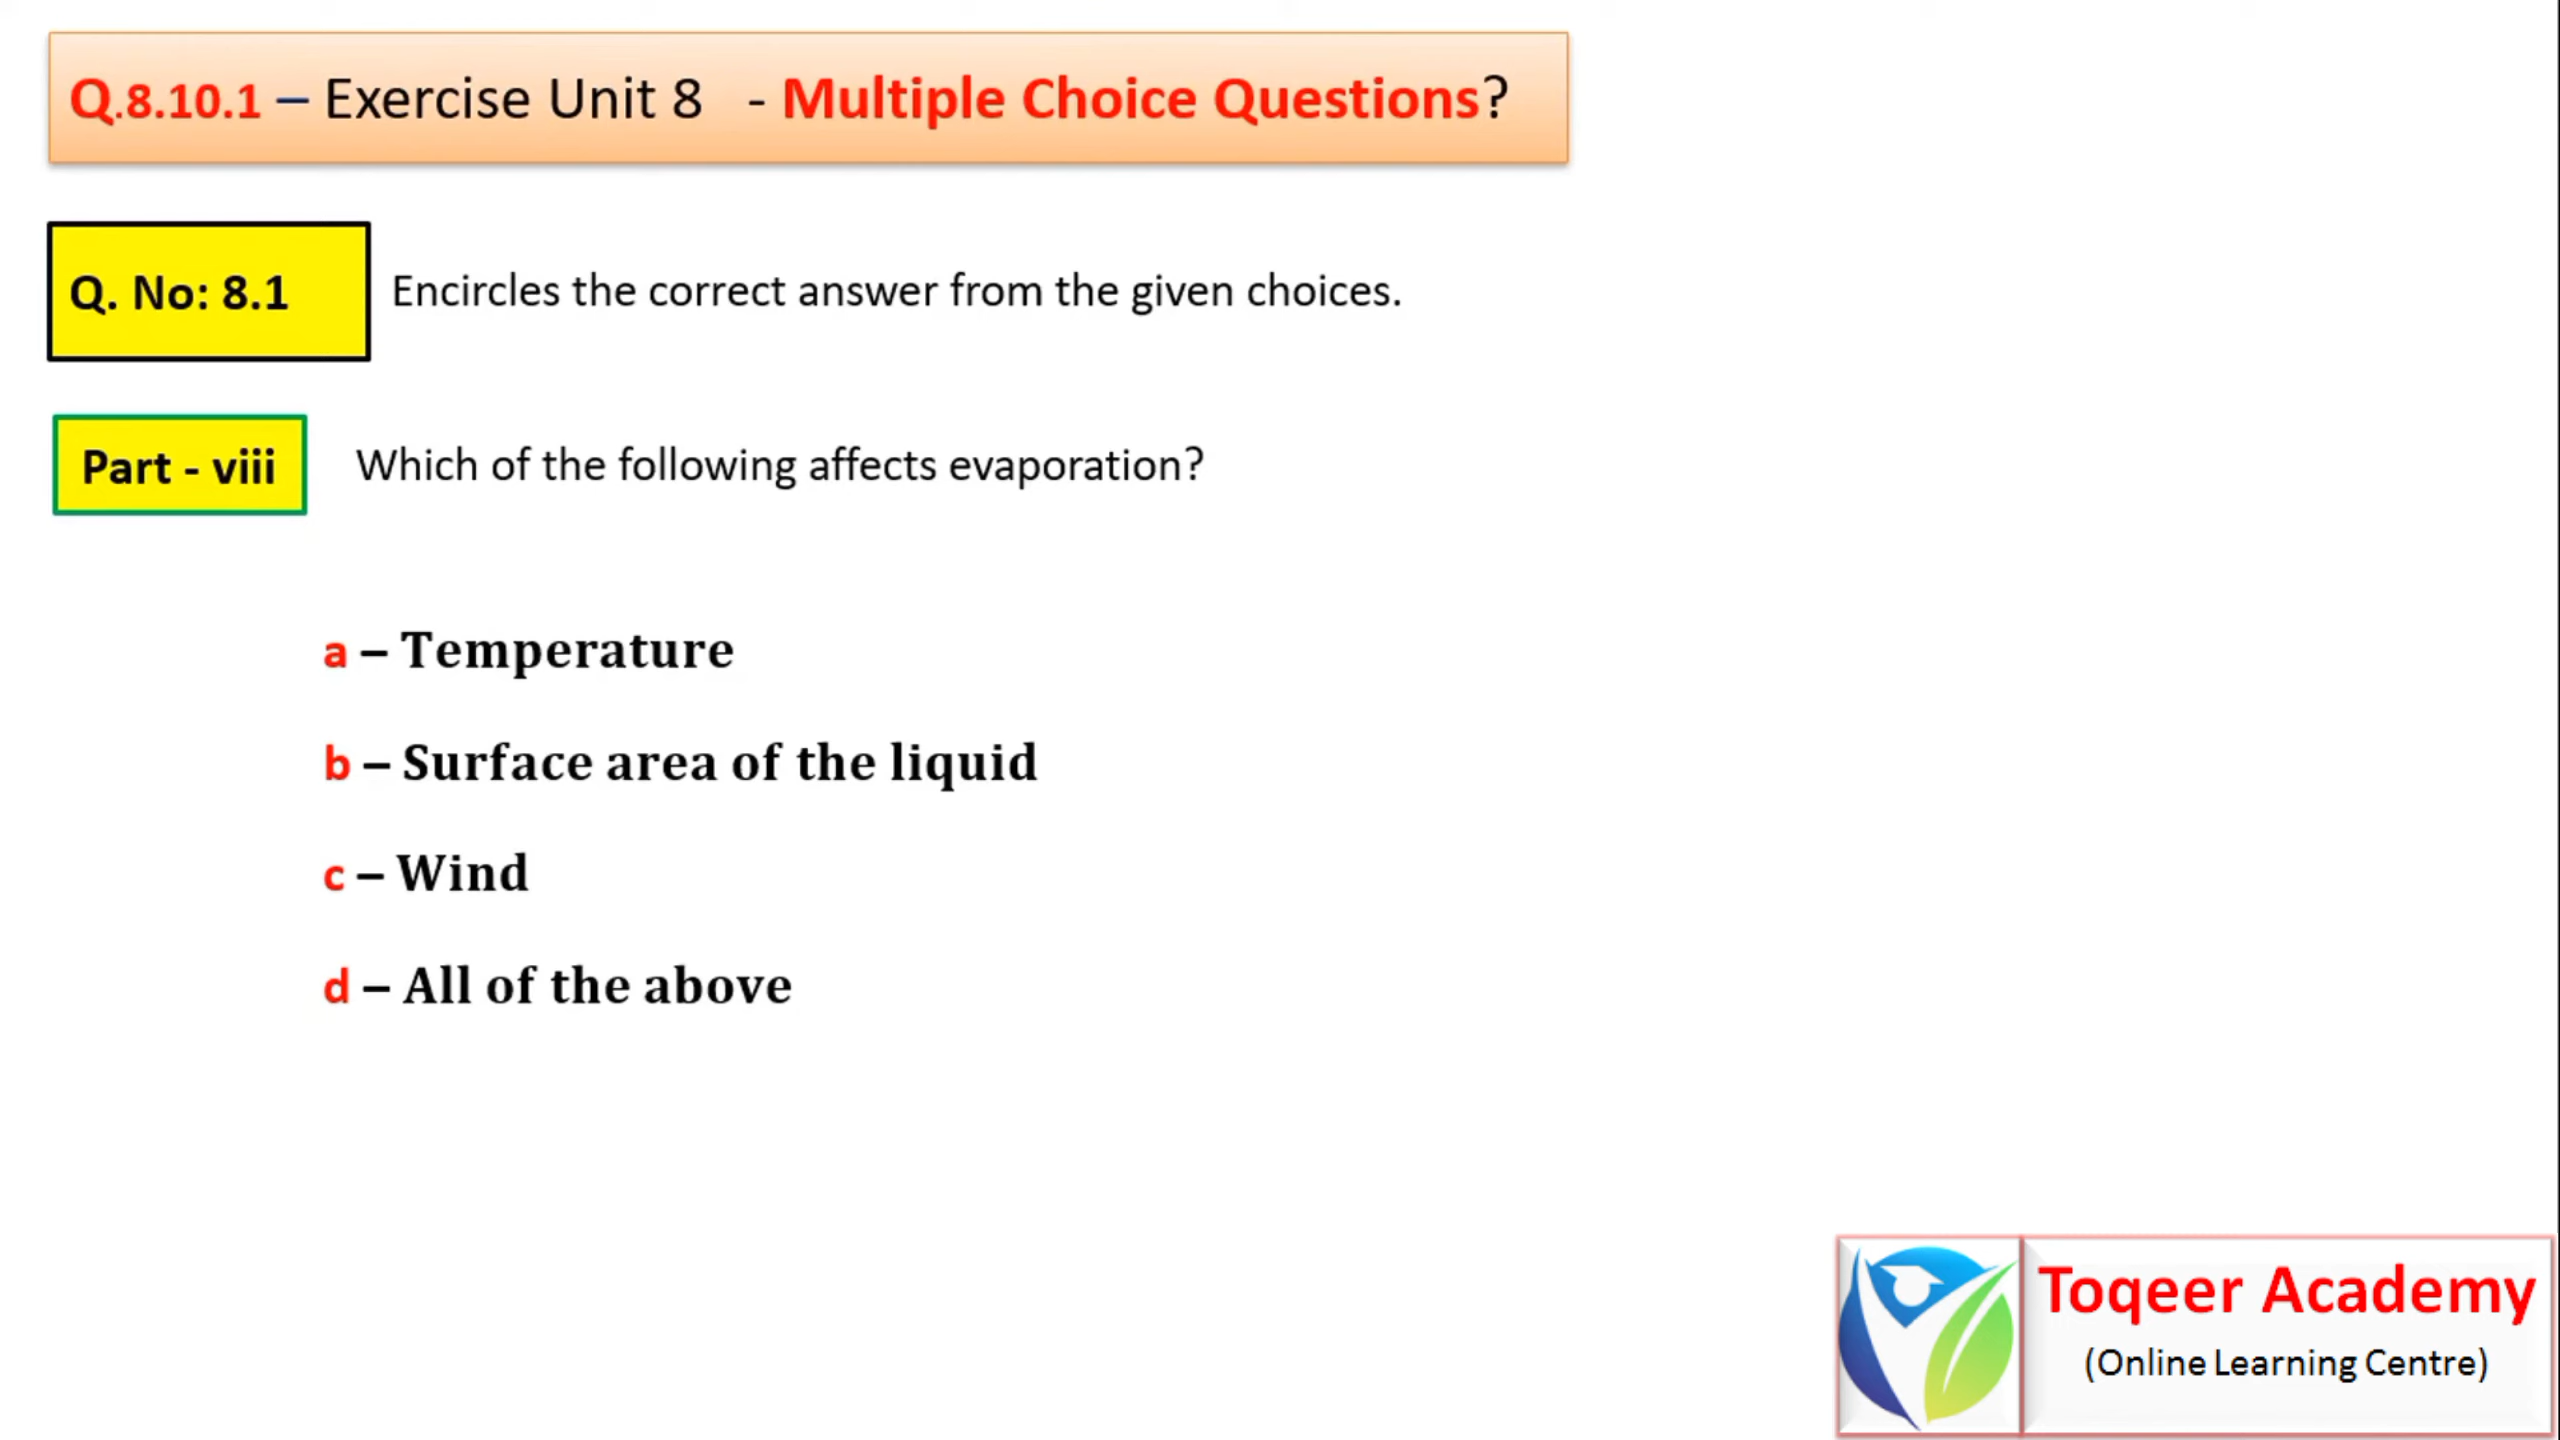 Q.8.10.1 – Exercise Unit 8 - Multiple Choice Questions?
Q. No: 8.1 Encircles the correct answer from the given choices.
Part - viii Which of the following affects evaporation?
a – Temperature
b – Surface area of the liquid
c – Wind
d – All of the above
Toqeer Academy
(Online Learning Centre)